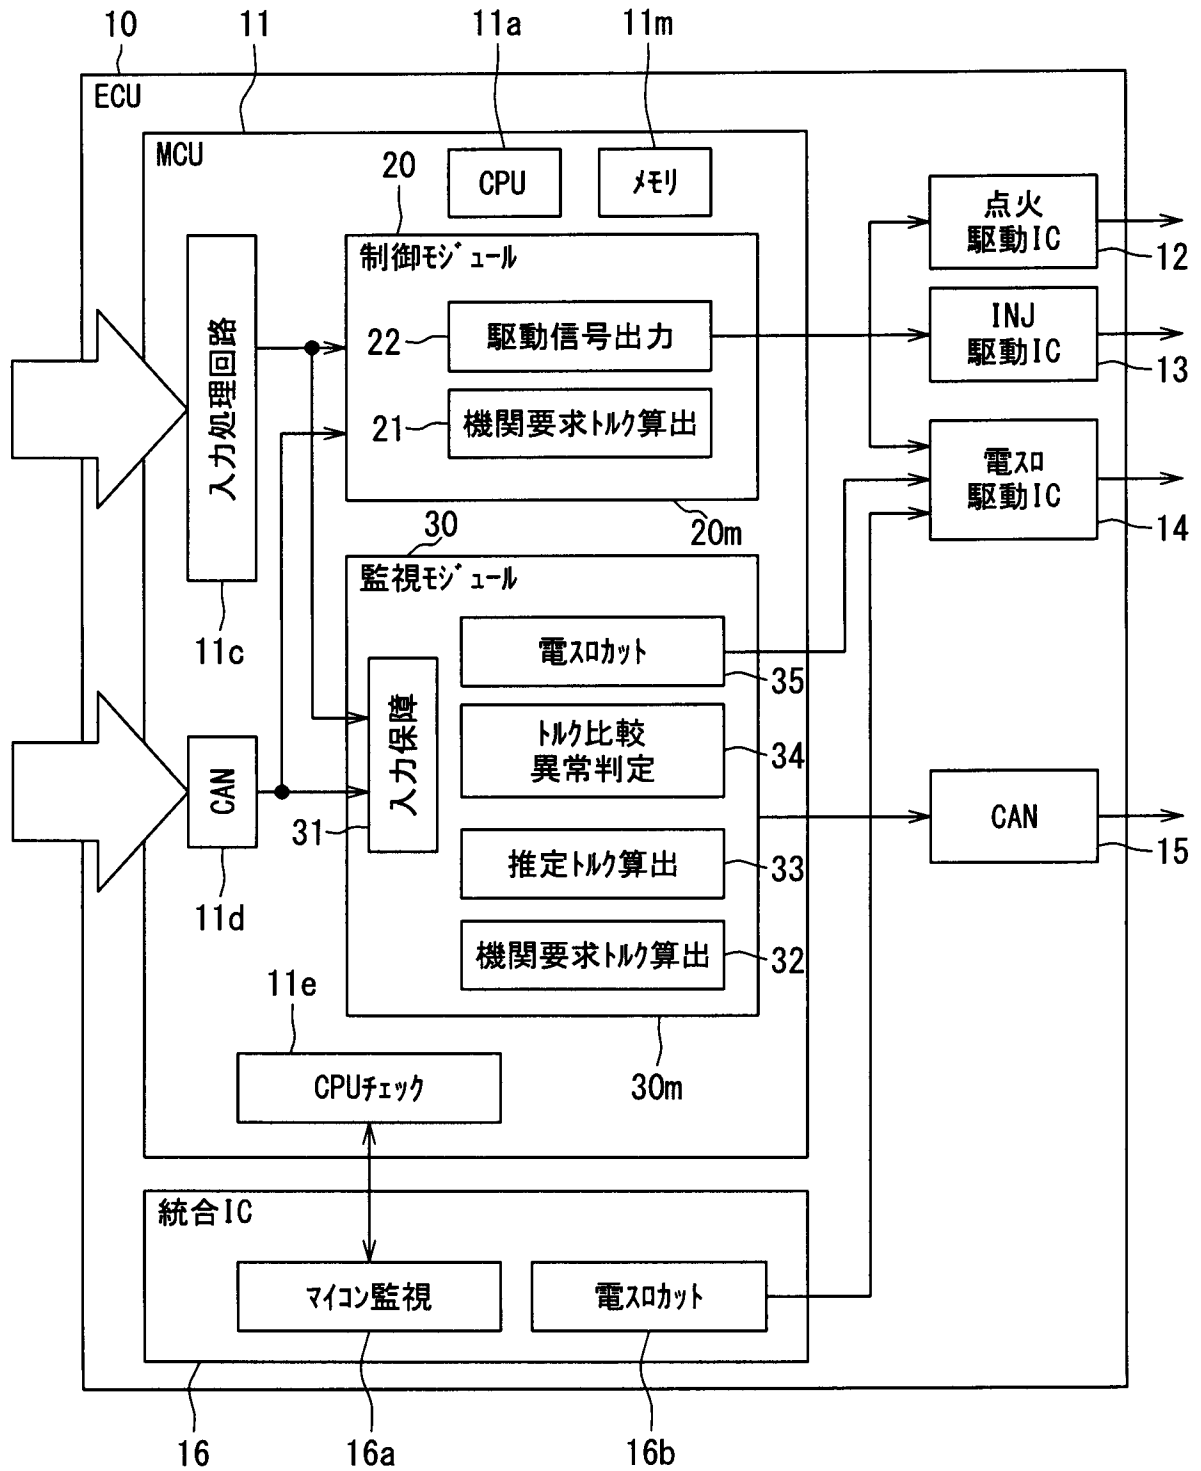 10
11
11a
11m
ECU
MCU
CPU
メモリ
20
制御モジュール
点火
駆動IC
12
22
駆動信号出力
INJ
駆動IC
13
入力処理回路
21
機関要求トルク算出
電スロ
駆動IC
14
20m
30
監視モジュール
11c
電スロカット
35
入力保障
トルク比較
異常判定
34
CAN
31
CAN
15
推定トルク算出
33
11d
機関要求トルク算出
32
11e
30m
CPUチェック
統合IC
マイコン監視
電スロカット
16
16a
16b